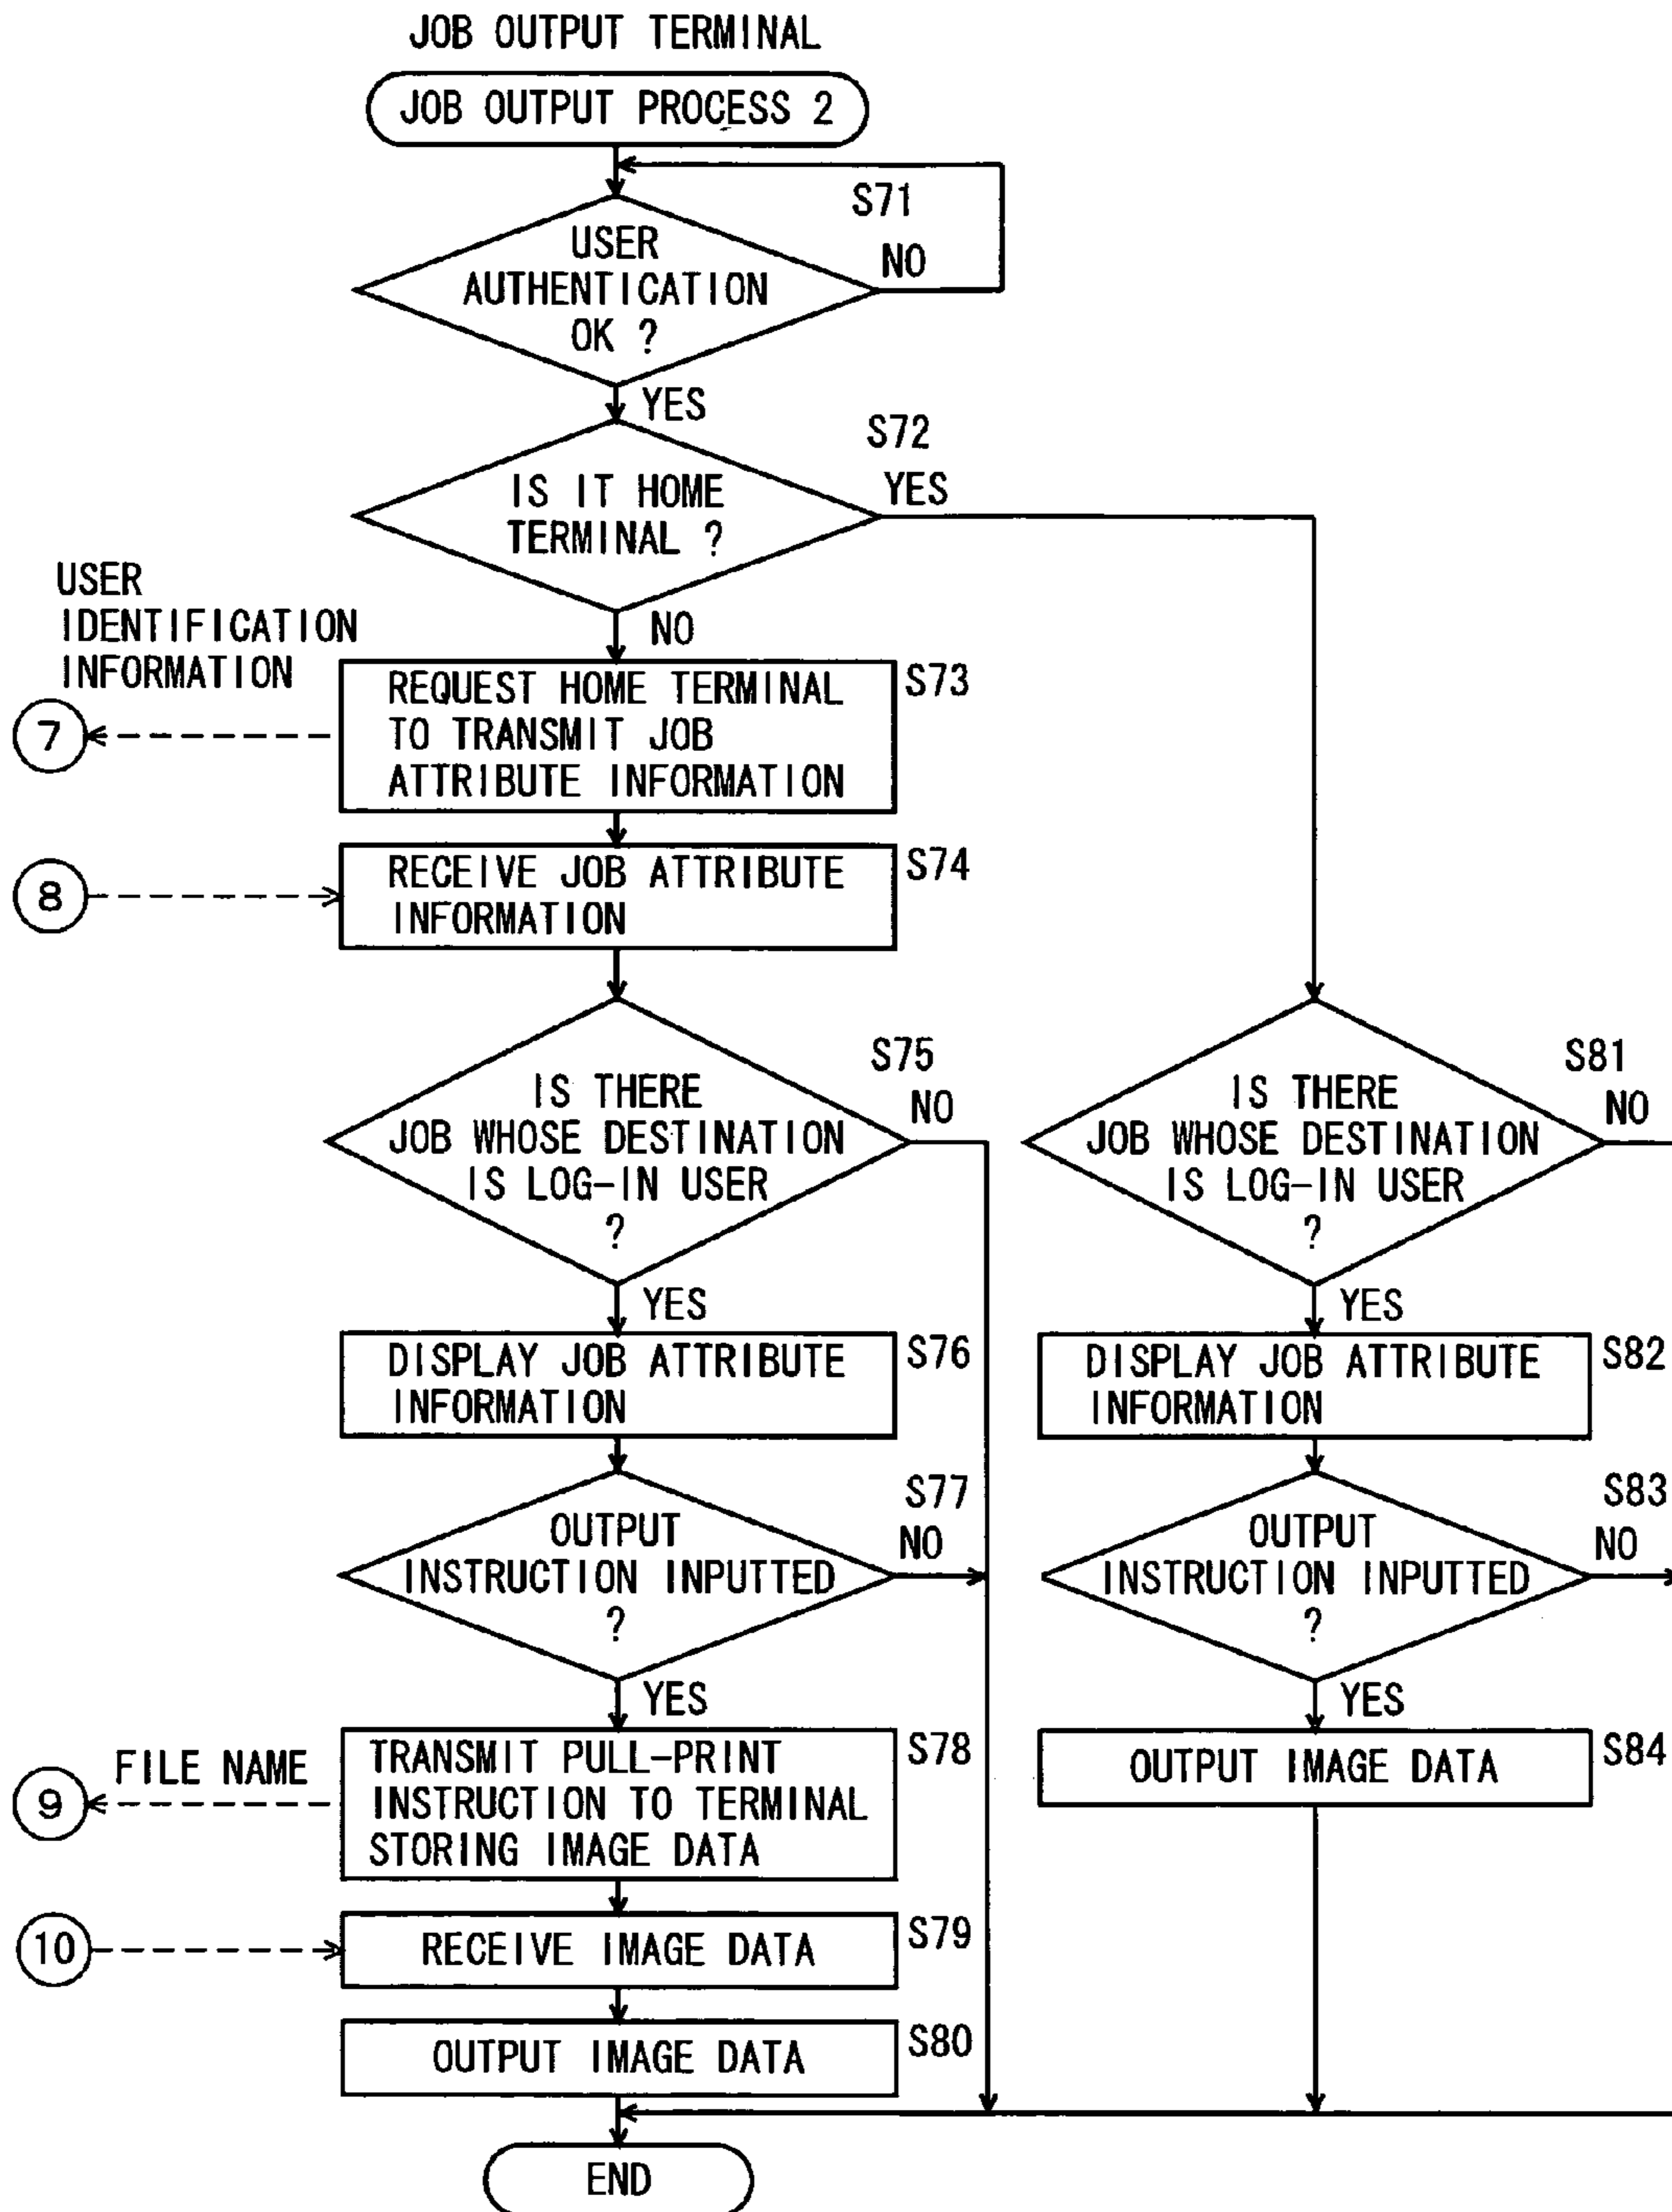 JOB OUTPUT TERMINAL
JOB OUTPUT PROCESS 2
S71
USER
AUTHENTICATION
OK ?
NO
YES
S72
IS IT HOME
TERMINAL ?
YES
NO
USER
IDENTIFICATION
INFORMATION
7
REQUEST HOME TERMINAL
TO TRANSMIT JOB
ATTRIBUTE INFORMATION
S73
8
RECEIVE JOB ATTRIBUTE
INFORMATION
S74
S75
IS THERE
JOB WHOSE DESTINATION
IS LOG-IN USER
?
NO
YES
DISPLAY JOB ATTRIBUTE
INFORMATION
S76
S77
OUTPUT
INSTRUCTION INPUTTED
?
NO
YES
FILE NAME
9
TRANSMIT PULL-PRINT
INSTRUCTION TO TERMINAL
STORING IMAGE DATA
S78
10
RECEIVE IMAGE DATA
S79
OUTPUT IMAGE DATA
S80
S81
IS THERE
JOB WHOSE DESTINATION
IS LOG-IN USER
?
NO
YES
DISPLAY JOB ATTRIBUTE
INFORMATION
S82
S83
OUTPUT
INSTRUCTION INPUTTED
?
NO
YES
OUTPUT IMAGE DATA
S84
END